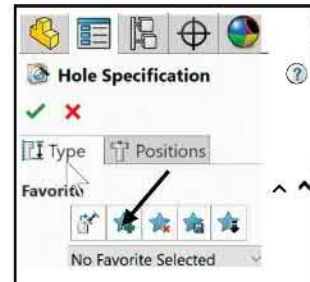 Hole Specification
?
Type
Positions
Favorite
No Favorite Selected